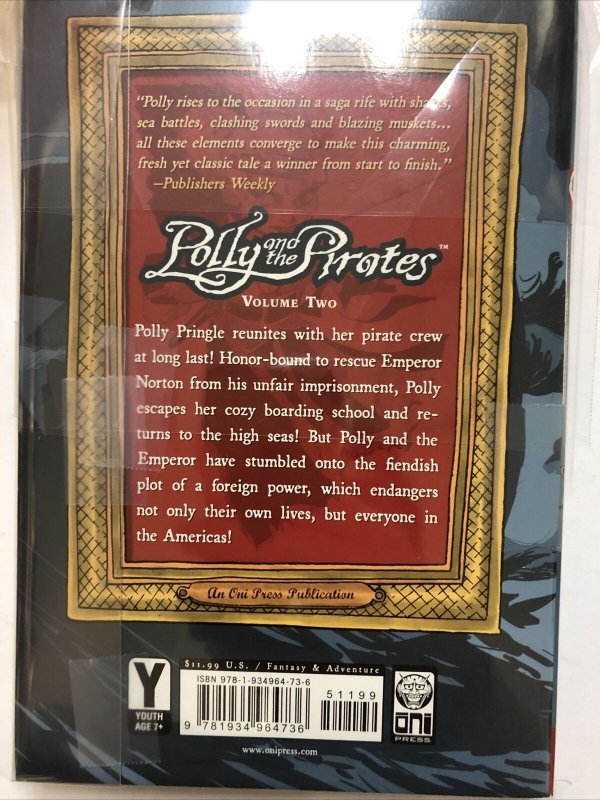 “Polly rises to the occasion in a saga rife with sharks,
sea battles, clashing swords and blazing muskets...
all these elements converge to make this charming,
fresh yet classic tale a winner from start to finish.”
—Publishers Weekly
Polly and the Pirates™
Volume Two
Polly Pringle reunites with her pirate crew
at long last! Honor-bound to rescue Emperor
Norton from his unfair imprisonment, Polly
escapes her cozy boarding school and re-
turns to the high seas! But Polly and the
Emperor have stumbled onto the fiendish
plot of a foreign power, which endangers
not only their own lives, but everyone in
the Americas!
An Oni Press Publication
Y
YOUTH
AGE 7+
$11.99 U.S. / Fantasy & Adventure
ISBN 978-1-934964-73-6
51199
9 781934 964736
www.onipress.com
ONI
PRESS